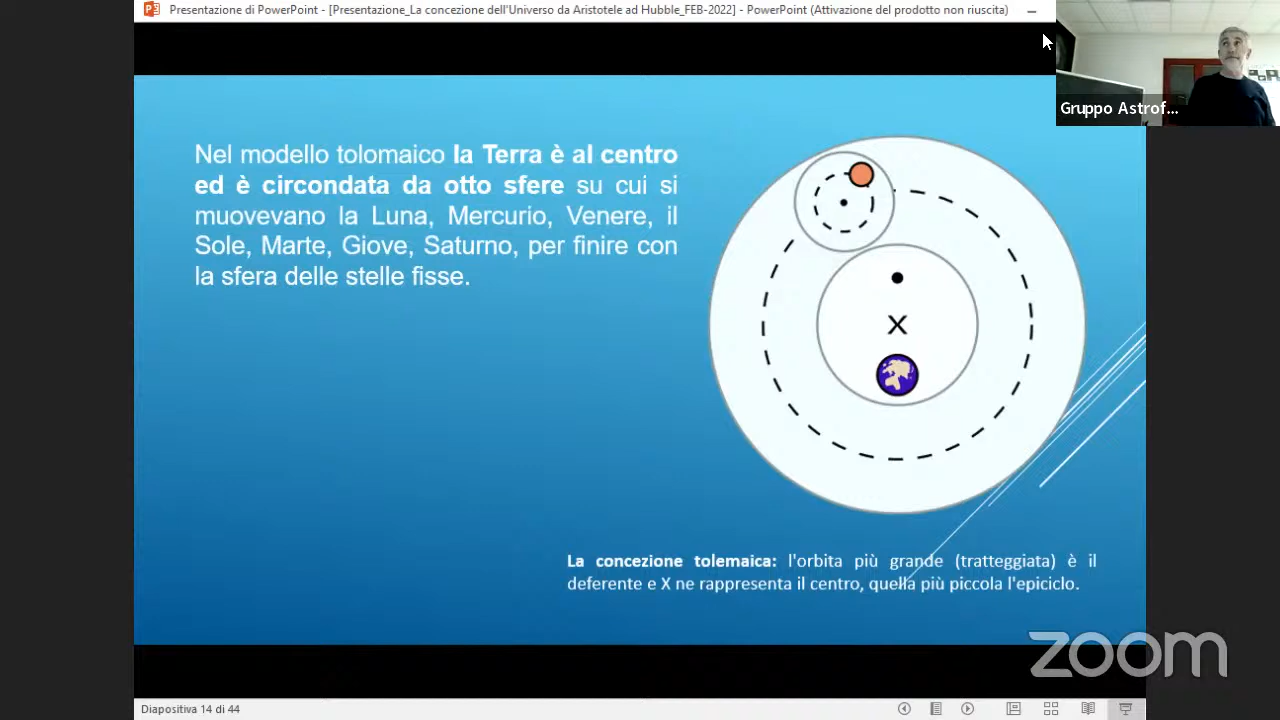 Presentazione di PowerPoint - [Presentazione_La concezione dell'Universo da Aristotele ad Hubble_FEB-2022] - PowerPoint (Attivazione del prodotto non riuscita)
Gruppo Astrof...
Nel modello tolomaico la Terra è al centro
ed è circondata da otto sfere su cui si
muovevano la Luna, Mercurio, Venere, il
Sole, Marte, Giove, Saturno, per finire con
la sfera delle stelle fisse.
X
La concezione tolemaica: l'orbita più grande (tratteggiata) è il
deferente e X ne rappresenta il centro, quella più piccola l'epiciclo.
zoom
Diapositiva 14 di 44